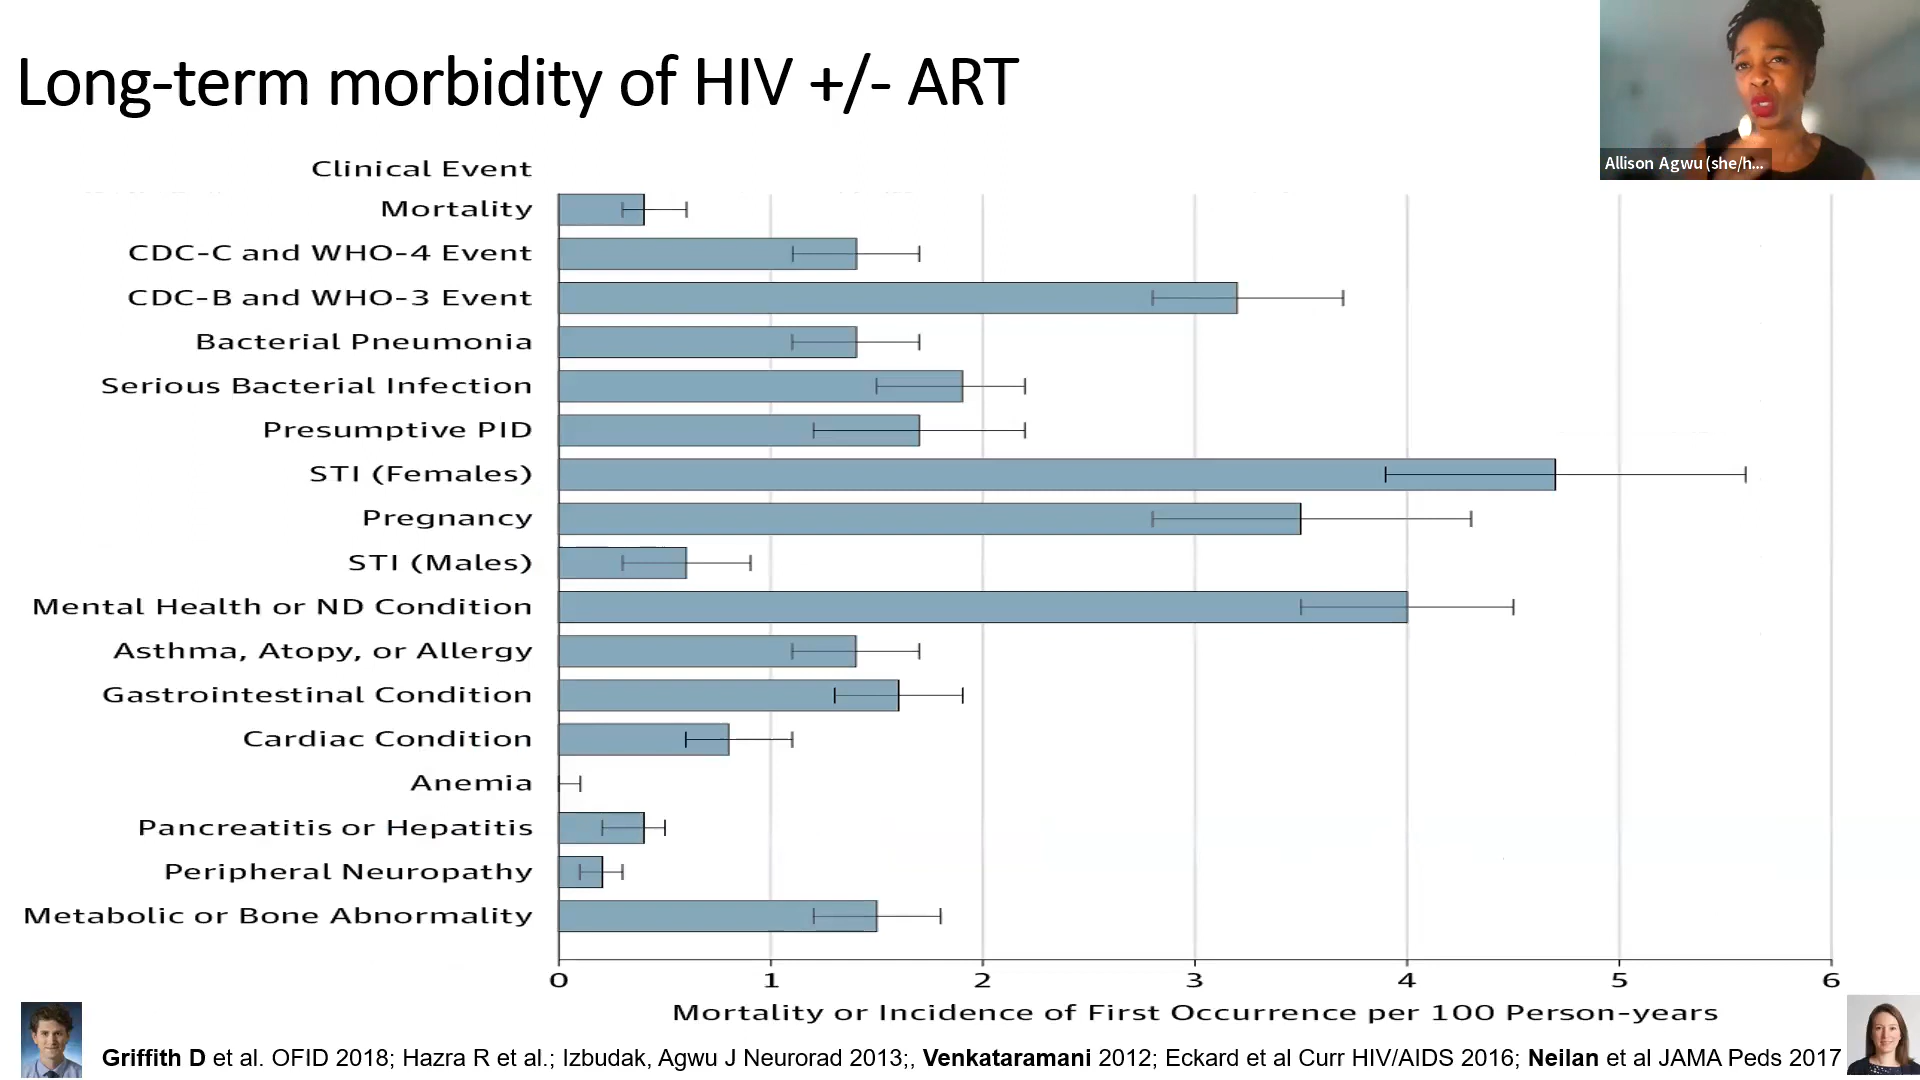 Long-term morbidity of HIV +/- ART
Allison Agwu (she/h...
Clinical Event
Mortality
CDC-C and WHO-4 Event
CDC-B and WHO-3 Event
Bacterial Pneumonia
Serious Bacterial Infection
Presumptive PID
STI (Females)
Pregnancy
STI (Males)
Mental Health or ND Condition
Asthma, Atopy, or Allergy
Gastrointestinal Condition
Cardiac Condition
Anemia
Pancreatitis or Hepatitis
Peripheral Neuropathy
Metabolic or Bone Abnormality
0 1 2 3 4 5 6
Mortality or Incidence of First Occurrence per 100 Person-years
Griffith D et al. OFID 2018; Hazra R et al.; Izbudak, Agwu J Neurorad 2013;, Venkataramani 2012; Eckard et al Curr HIV/AIDS 2016; Neilan et al JAMA Peds 2017